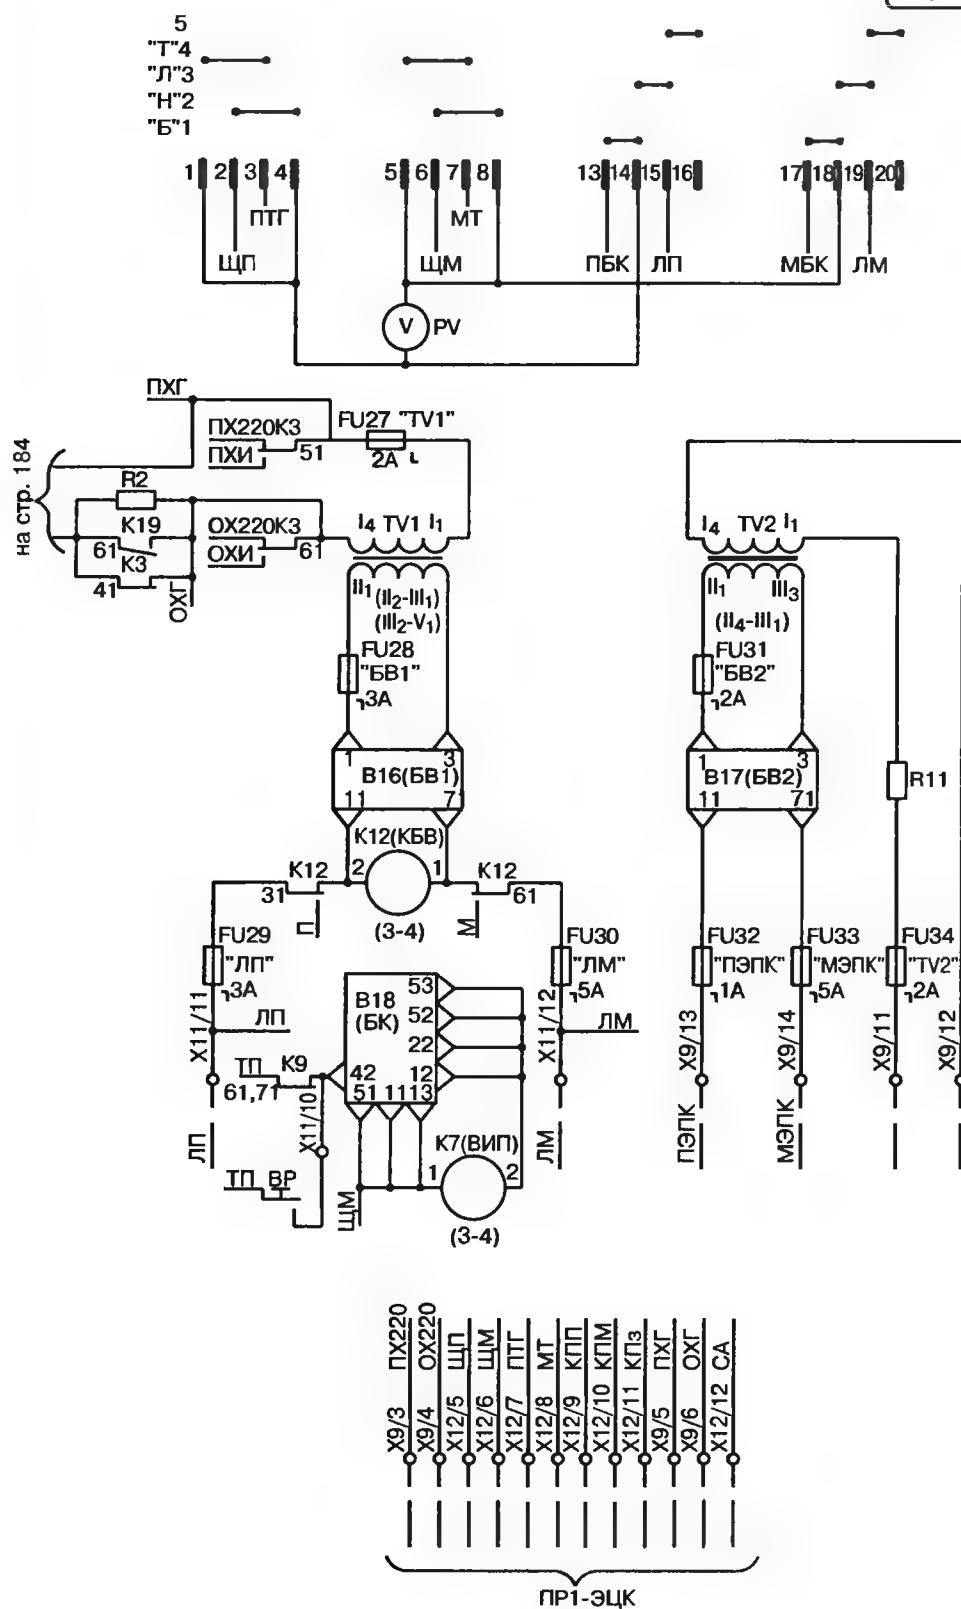 5
"Т"4
"Л"3
"Н"2
"Б"1
1 2 3 4 5 6 7 8 13 14 15 16 17 18 19 20
ПТГ МТ
ЩП ЩМ ПБК ЛП МБК ЛМ
V PV
ПХГ
ПХ220КЗ FU27 "TV1"
ПХИ 51 2А
на стр. 184
R2
К19 ОХ220КЗ I4 TV1 I1 I4 TV2 I1
61 ОХИ 61
К3
41
ОХГ
II1 (II2-III1) II1 III3
(III2-V1) (II4-III1)
FU28 FU31
"БВ1" "БВ2"
3А 2А
1 3 1 3
В16(БВ1) В17(БВ2) R11
11 71 11 71
К12(КБВ)
К12 2 1 К12
31 61
П (3-4) М
FU29 FU30 FU32 FU33 FU34
"ЛП" "ЛМ" "ПЭПК" "МЭПК" "TV2"
3А 5А 1А 5А 2А
53
В18
(БК) 52
22
42 12
51 11 13
Х11/11 ЛП Х11/12 ЛМ Х9/13 Х9/14 Х9/11 Х9/12
ТП К9
61,71 Х11/10
ЛП ЛМ ПЭПК МЭПК
К7(ВИП)
1 2
ТП ВР
ЩМ
(3-4)
Х9/3 ПХ220
Х9/4 ОХ220
Х12/5 ЩП
Х12/6 ЩМ
Х12/7 ПТГ
Х12/8 МТ
Х12/9 КПП
Х12/10 КПМ
Х12/11 КПз
Х9/5 ПХГ
Х9/6 ОХГ
Х12/12 СА
ПР1-ЭЦК